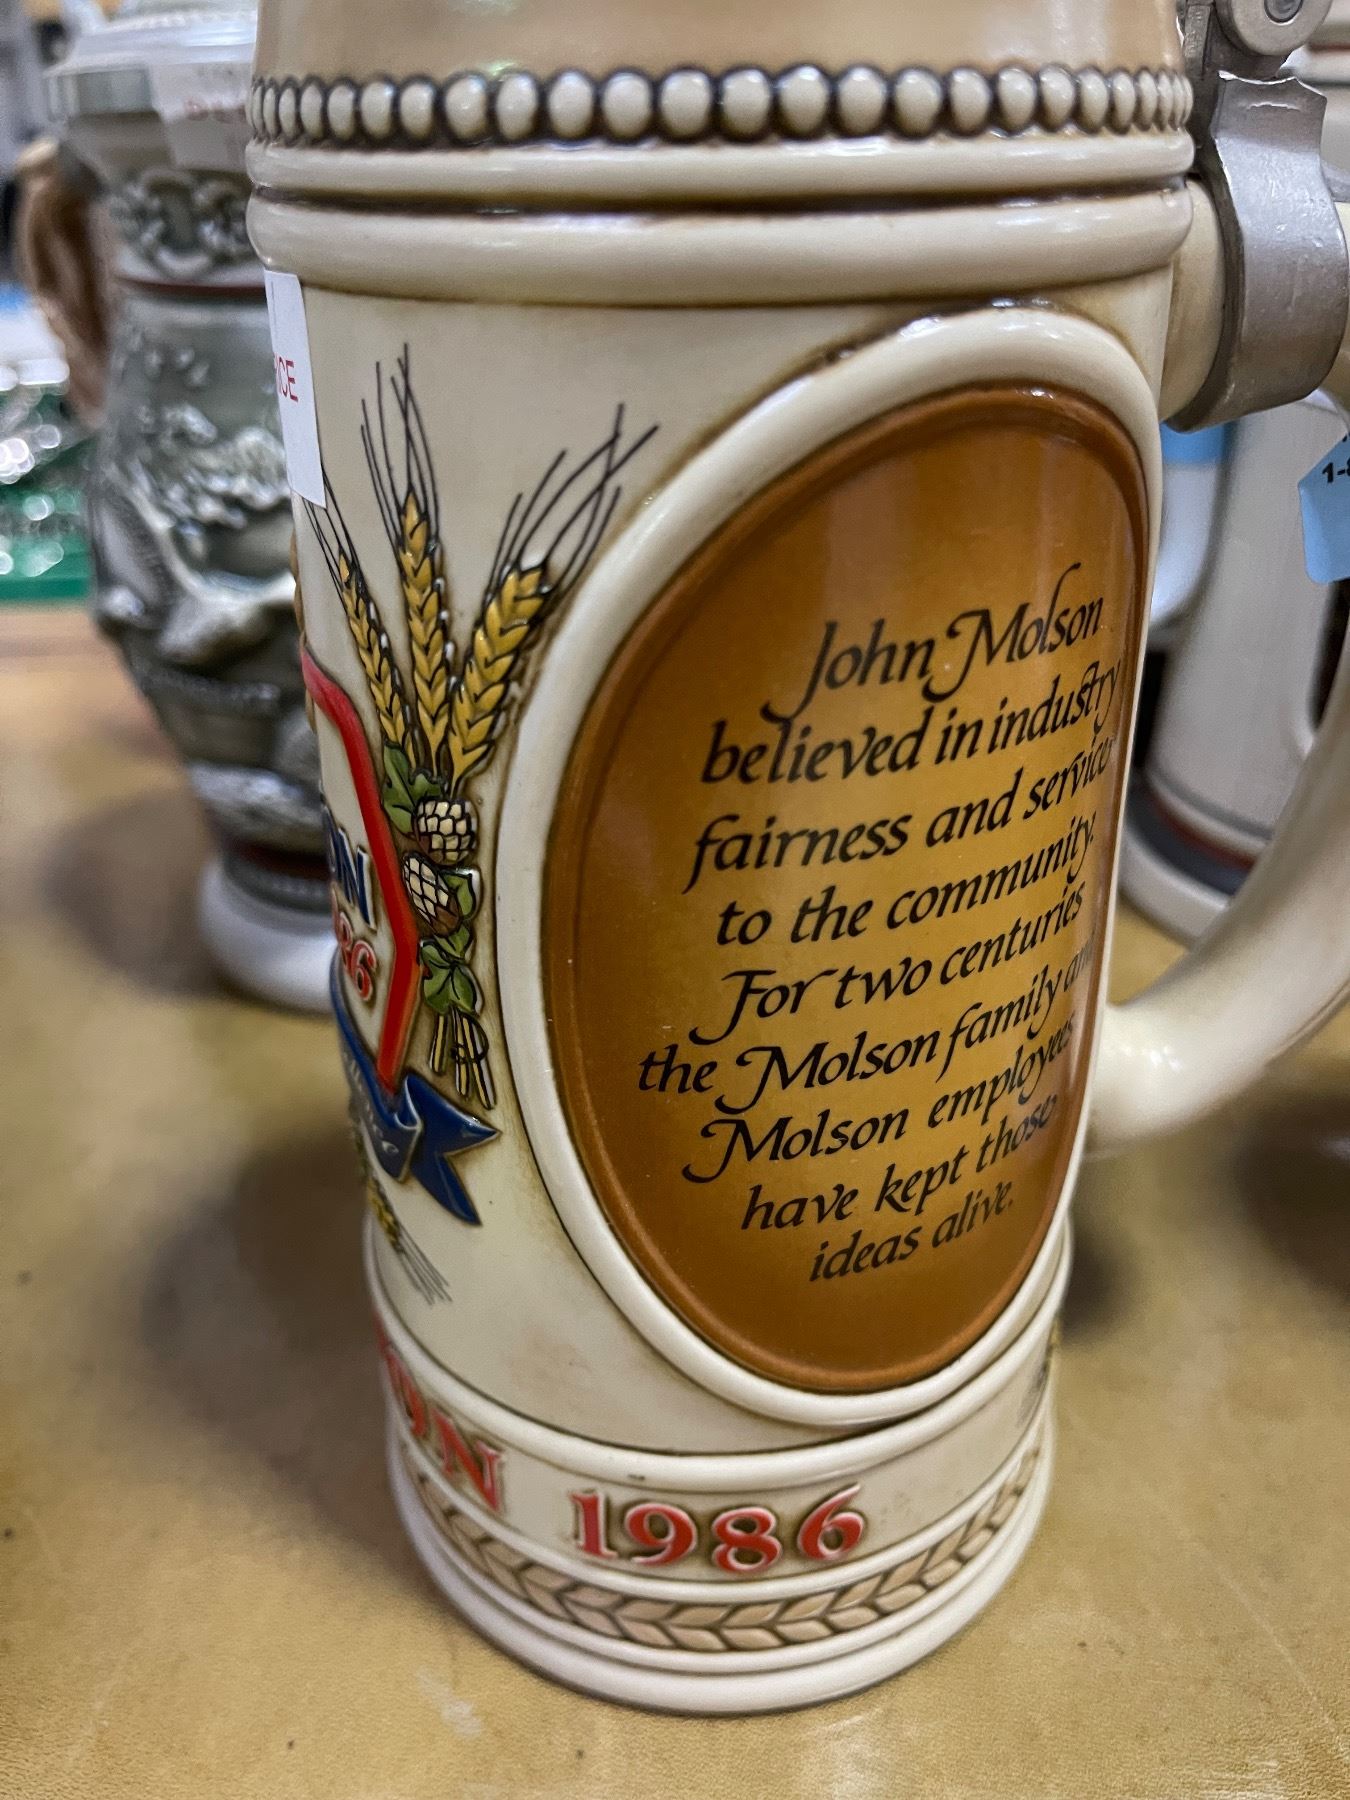 John Molson
believed in industry
fairness and service
to the community.
For two centuries
the Molson family and
Molson employees
have kept those
ideas alive.
1986